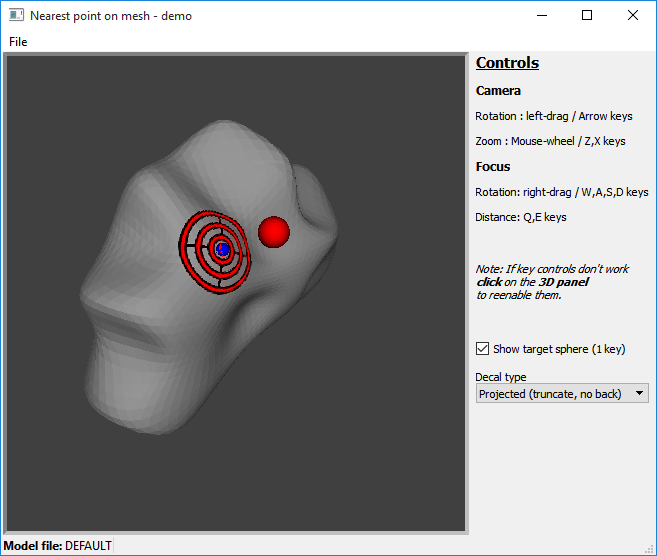 Nearest point on mesh - demo
File
Controls
Camera
Rotation : left-drag / Arrow keys
Zoom : Mouse-wheel / Z,X keys
Focus
Rotation: right-drag / W,A,S,D keys
Distance: Q,E keys
Note: If key controls don't work
click on the 3D panel
to reenable them.
Show target sphere (1 key)
Decal type
Projected (truncate, no back)
Model file: DEFAULT